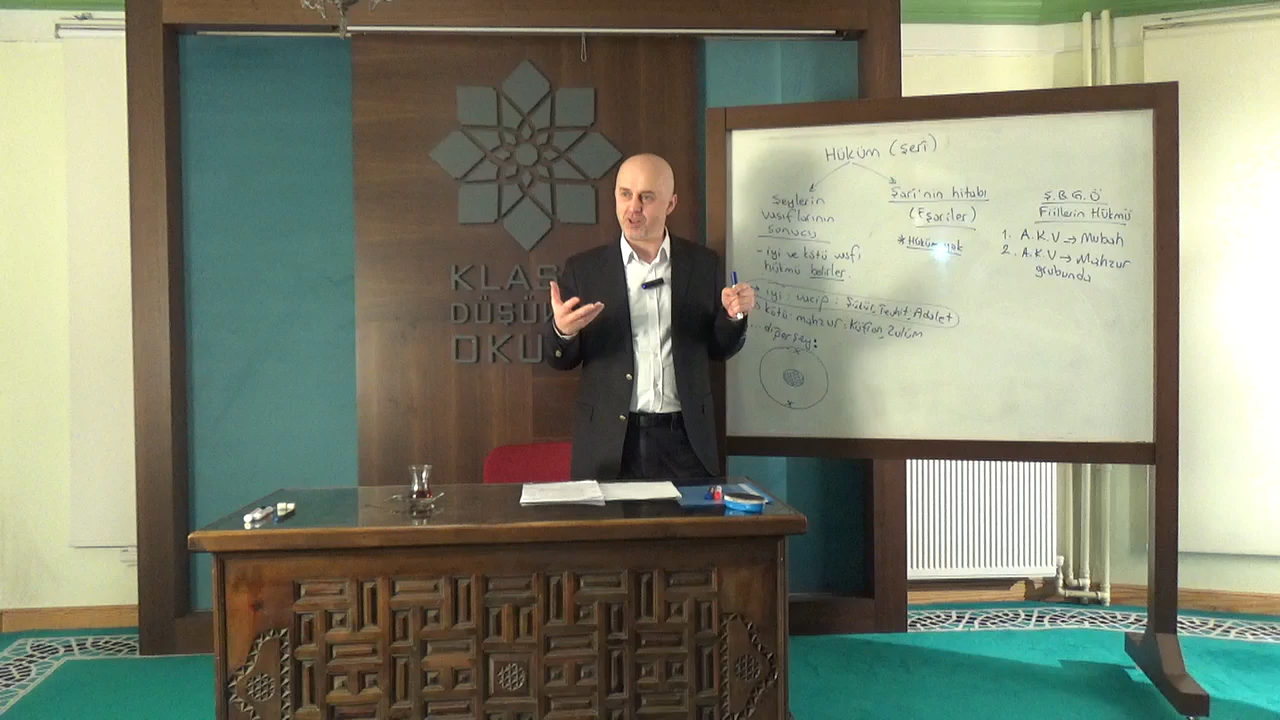 KLAS
DÜŞÜN
OKU
Hüküm (Şerî)
Şeylerin
vasıflarının
sonucu
- iyi ve kötü vasfı
hükmü belirler.
iyi : vacip : Şükür, Tevhit, Adalet
kötü : mahzur : Küfran, Zulüm
... diğer şey :
Şari'nin hitabı
(Eşariler)
* Hüküm yok
Ş.B.G.Ö
Fiillerin Hükmü
1. A.K.V → Mubah
2. A.K.V → Mahzur
grubunda